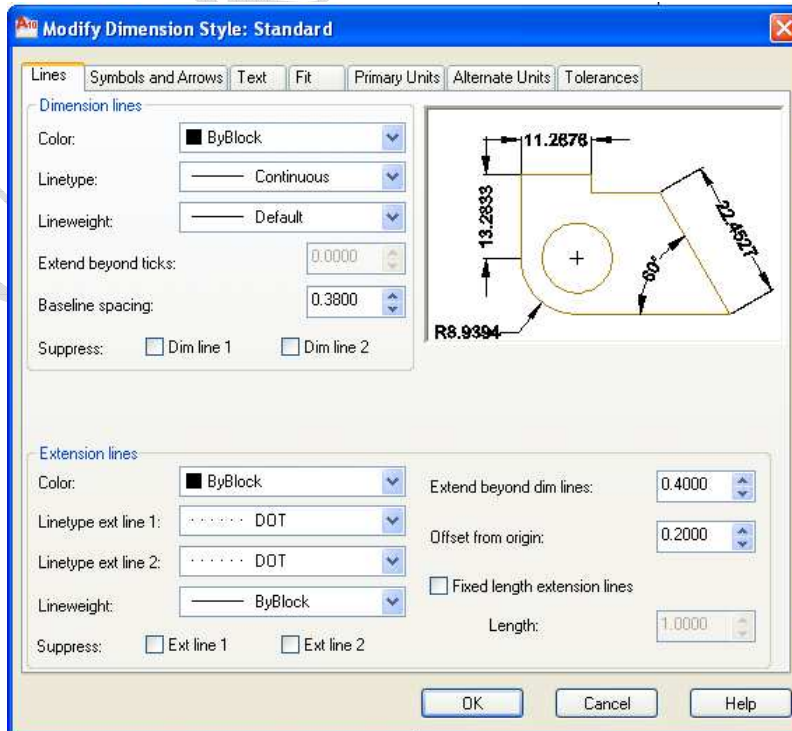 A10 Modify Dimension Style: Standard
Lines Symbols and Arrows Text Fit Primary Units Alternate Units Tolerances
Dimension lines
Color: ByBlock
Linetype: Continuous
Lineweight: Default
Extend beyond ticks: 0.0000
Baseline spacing: 0.3800
Suppress: Dim line 1 Dim line 2
11.2676
13.2833
22.4527
60°
R8.9394
Extension lines
Color: ByBlock
Linetype ext line 1: DOT
Linetype ext line 2: DOT
Lineweight: ByBlock
Suppress: Ext line 1 Ext line 2
Extend beyond dim lines: 0.4000
Offset from origin: 0.2000
Fixed length extension lines
Length: 1.0000
OK Cancel Help